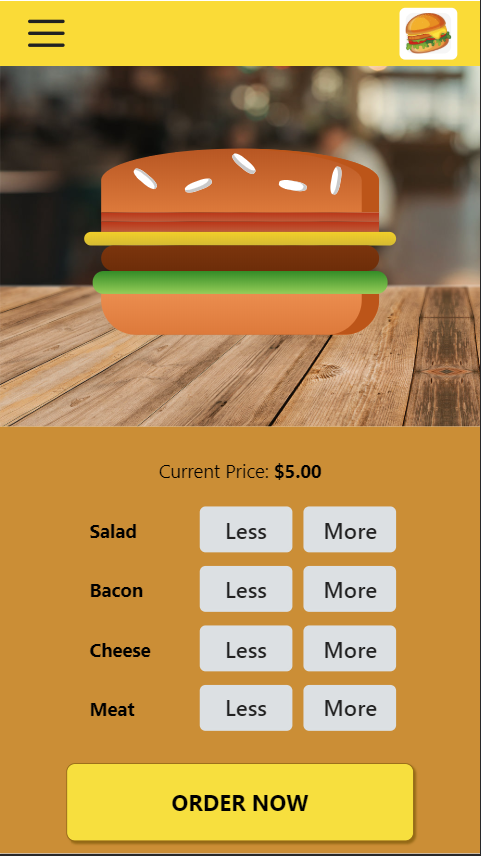 Current Price: $5.00
Salad Less More
Bacon Less More
Cheese Less More
Meat Less More
ORDER NOW